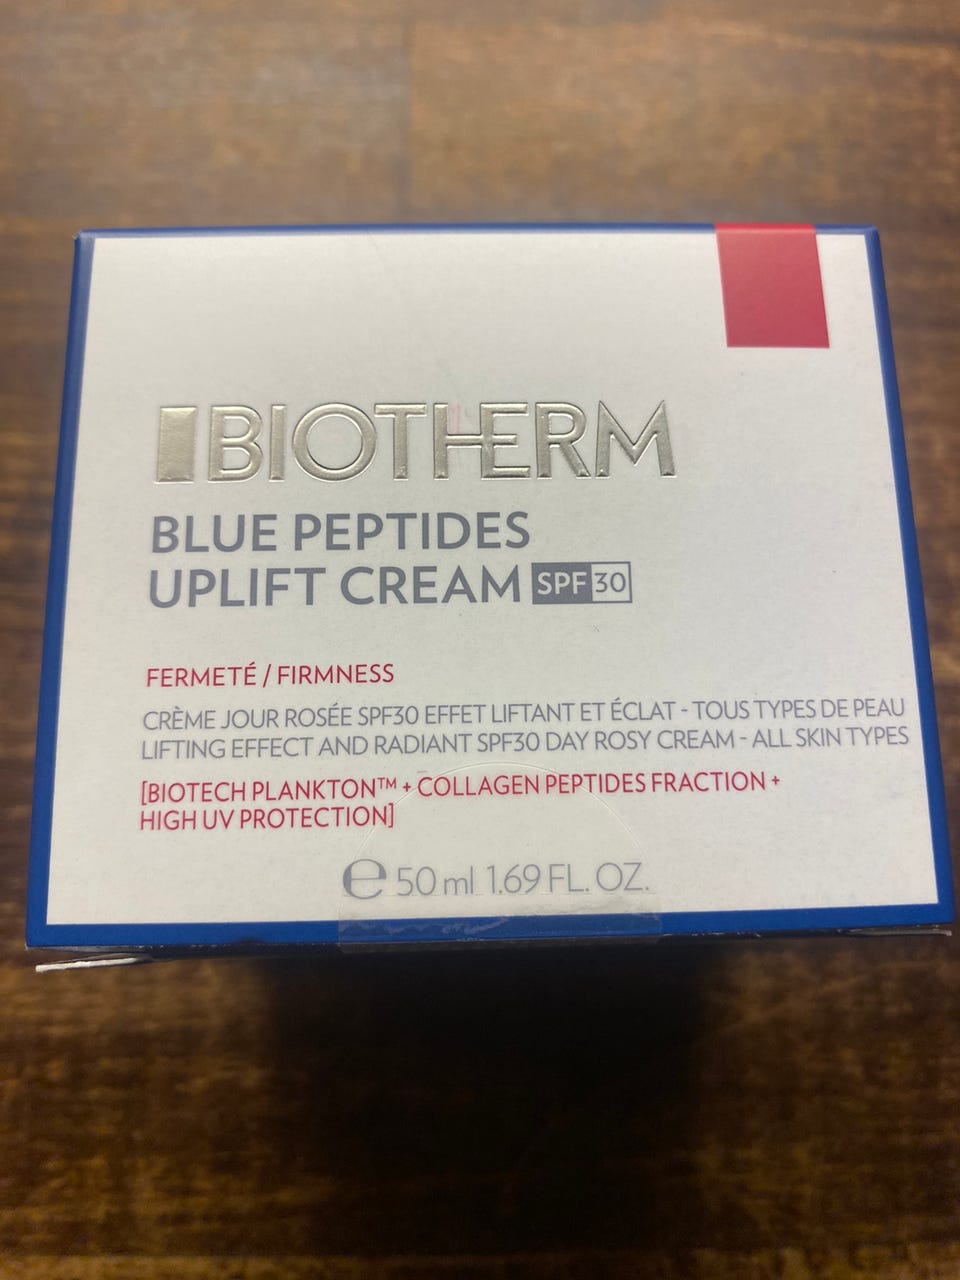 BIOTHERM
BLUE PEPTIDES
UPLIFT CREAM SPF 30
FERMETÉ / FIRMNESS
CRÈME JOUR ROSÉE SPF30 EFFET LIFTANT ET ÉCLAT - TOUS TYPES DE PEAU
LIFTING EFFECT AND RADIANT SPF30 DAY ROSY CREAM - ALL SKIN TYPES
[BIOTECH PLANKTON™ + COLLAGEN PEPTIDES FRACTION +
HIGH UV PROTECTION]
℮ 50 ml 1.69 FL. OZ.